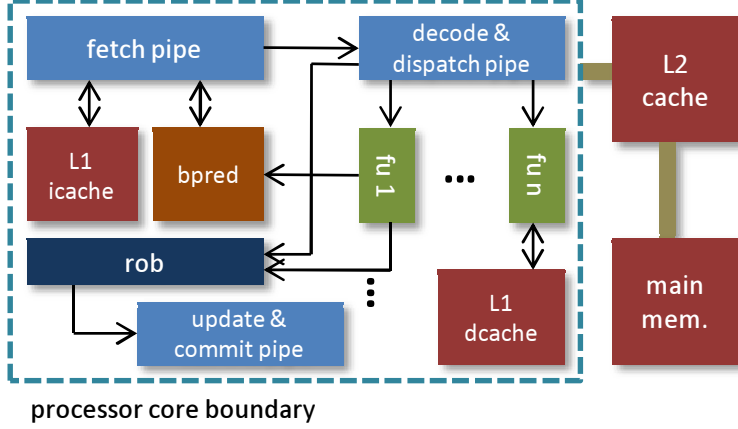 fetch pipe
decode &
dispatch pipe
L2
cache
L1
icache
bpred
fu 1
...
fu n
rob
update &
commit pipe
L1
dcache
main
mem.
processor core boundary